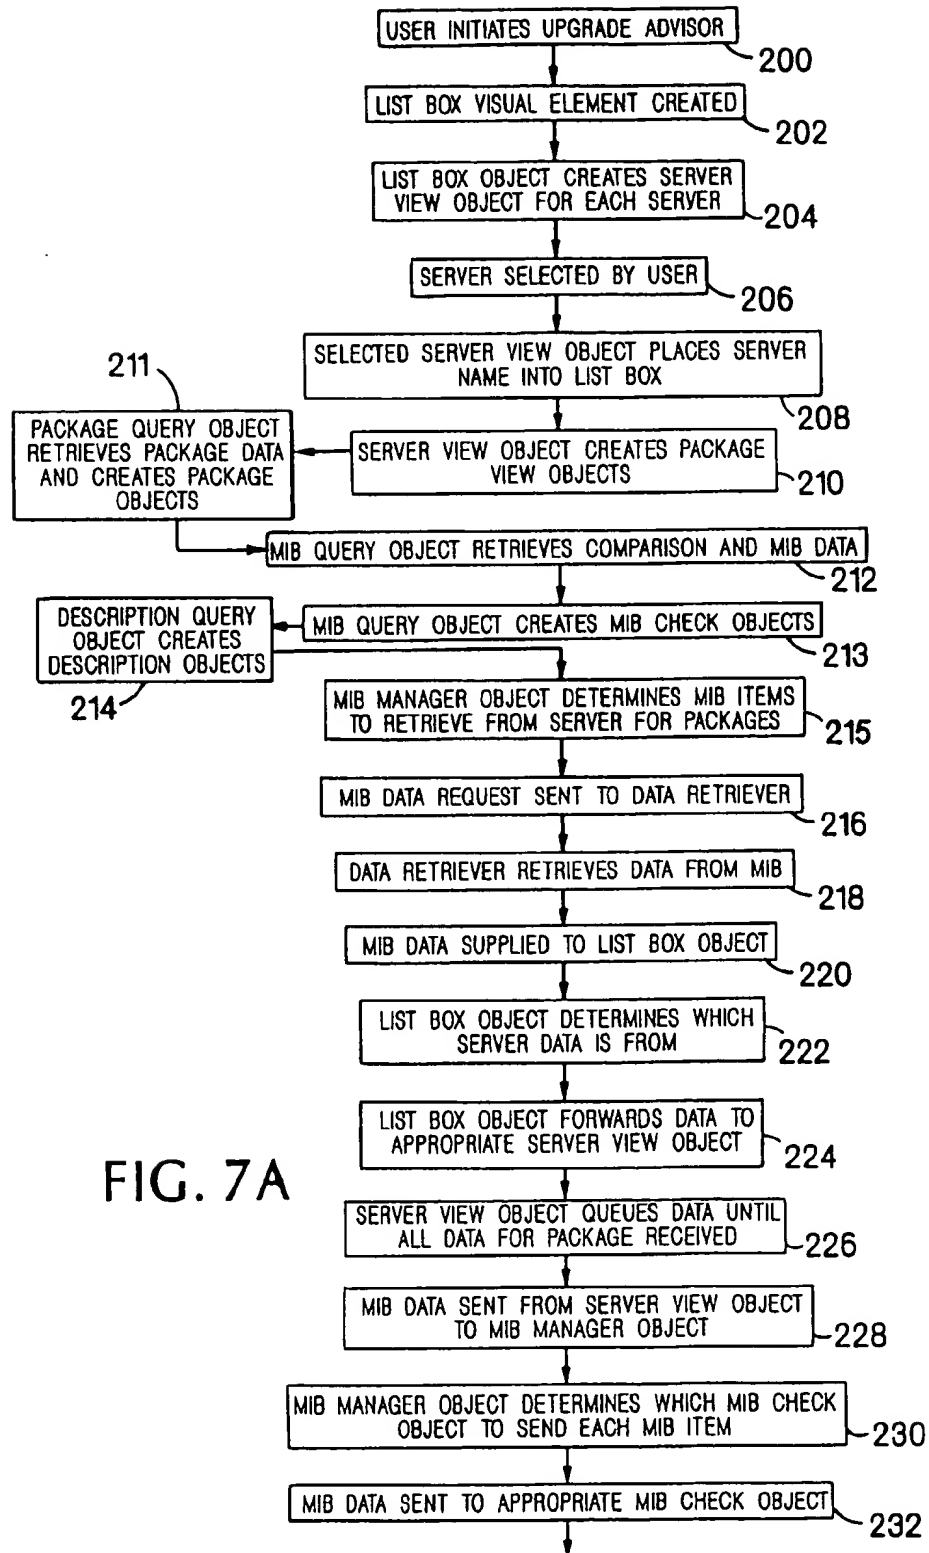 USER INITIATES UPGRADE ADVISOR
200
LIST BOX VISUAL ELEMENT CREATED
202
LIST BOX OBJECT CREATES SERVER
VIEW OBJECT FOR EACH SERVER
204
SERVER SELECTED BY USER
206
SELECTED SERVER VIEW OBJECT PLACES SERVER
NAME INTO LIST BOX
208
211
PACKAGE QUERY OBJECT
RETRIEVES PACKAGE DATA
AND CREATES PACKAGE
OBJECTS
SERVER VIEW OBJECT CREATES PACKAGE
VIEW OBJECTS
210
MIB QUERY OBJECT RETRIEVES COMPARISON AND MIB DATA
212
DESCRIPTION QUERY
OBJECT CREATES
DESCRIPTION OBJECTS
214
MIB QUERY OBJECT CREATES MIB CHECK OBJECTS
213
MIB MANAGER OBJECT DETERMINES MIB ITEMS
TO RETRIEVE FROM SERVER FOR PACKAGES
215
MIB DATA REQUEST SENT TO DATA RETRIEVER
216
DATA RETRIEVER RETRIEVES DATA FROM MIB
218
MIB DATA SUPPLIED TO LIST BOX OBJECT
220
LIST BOX OBJECT DETERMINES WHICH
SERVER DATA IS FROM
222
LIST BOX OBJECT FORWARDS DATA TO
APPROPRIATE SERVER VIEW OBJECT
224
FIG. 7A
SERVER VIEW OBJECT QUEUES DATA UNTIL
ALL DATA FOR PACKAGE RECEIVED
226
MIB DATA SENT FROM SERVER VIEW OBJECT
TO MIB MANAGER OBJECT
228
MIB MANAGER OBJECT DETERMINES WHICH MIB CHECK
OBJECT TO SEND EACH MIB ITEM
230
MIB DATA SENT TO APPROPRIATE MIB CHECK OBJECT
232